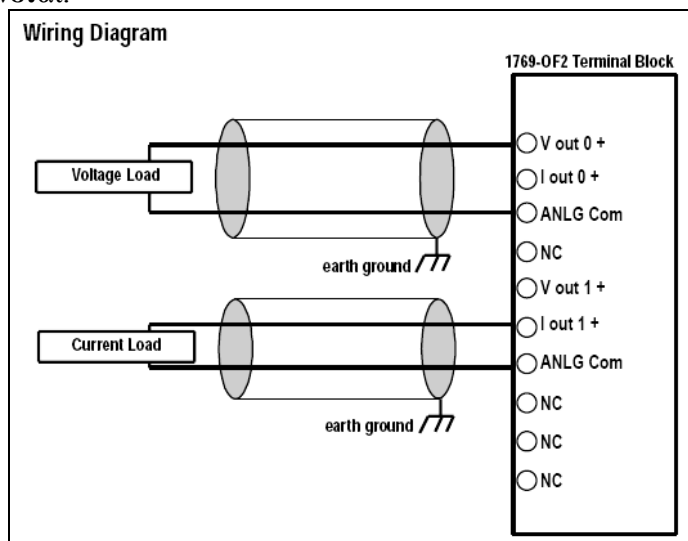 Wiring Diagram
1769-OF2 Terminal Block
V out 0 +
Voltage Load
I out 0 +
ANLG Com
earth ground
NC
V out 1 +
I out 1 +
Current Load
ANLG Com
NC
earth ground
NC
NC